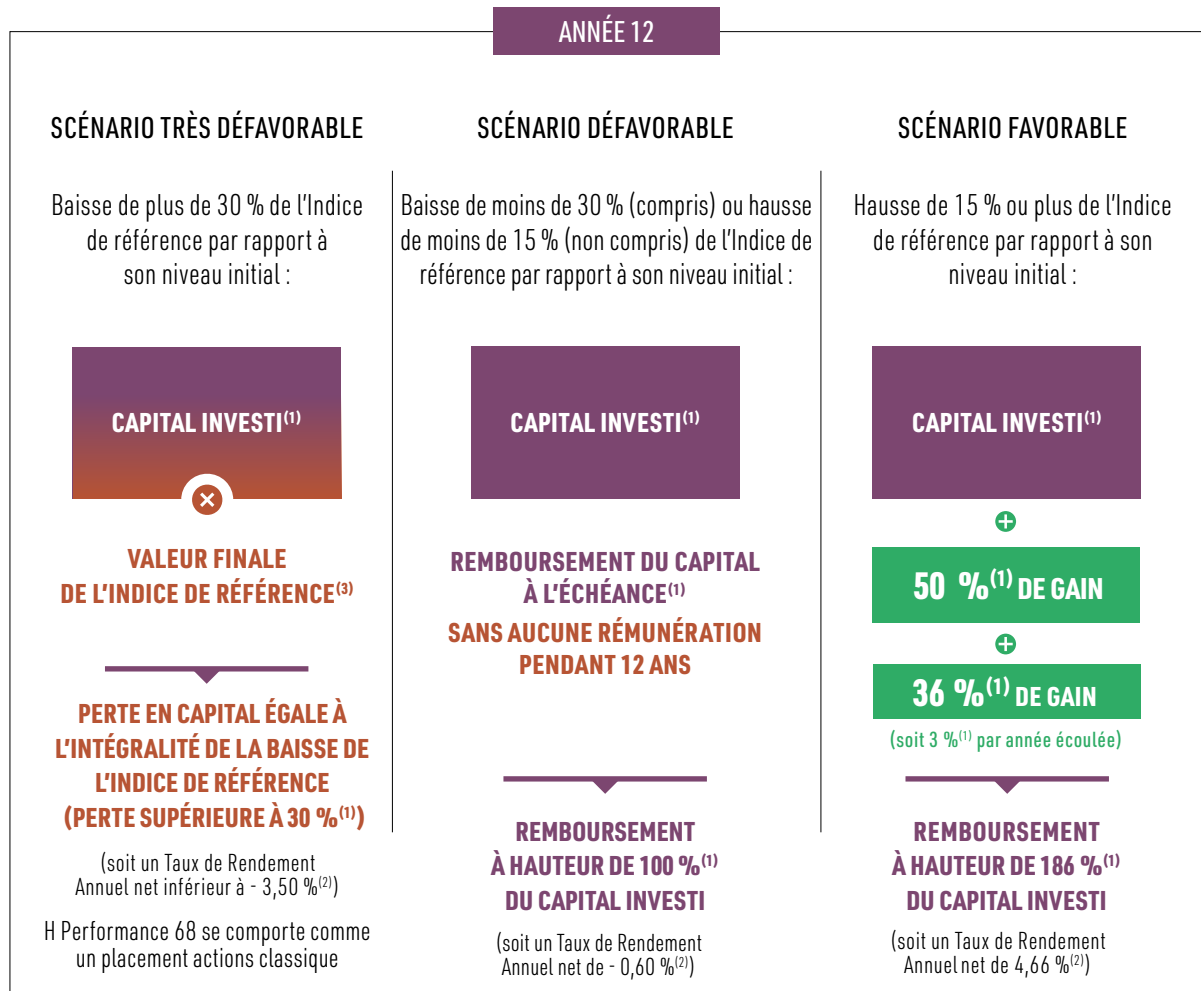 ANNÉE 12
SCÉNARIO TRÈS DÉFAVORABLE
Baisse de plus de 30 % de l’Indice
de référence par rapport à
son niveau initial :
CAPITAL INVESTI(1)
VALEUR FINALE
DE L’INDICE DE RÉFÉRENCE(3)
PERTE EN CAPITAL ÉGALE À
L’INTÉGRALITÉ DE LA BAISSE DE
L’INDICE DE RÉFÉRENCE
(PERTE SUPÉRIEURE À 30 %(1))
(soit un Taux de Rendement
Annuel net inférieur à - 3,50 %(2))
H Performance 68 se comporte comme
un placement actions classique
SCÉNARIO DÉFAVORABLE
Baisse de moins de 30 % (compris) ou hausse
de moins de 15 % (non compris) de l’Indice de
référence par rapport à son niveau initial :
CAPITAL INVESTI(1)
REMBOURSEMENT DU CAPITAL
À L’ÉCHÉANCE(1)
SANS AUCUNE RÉMUNÉRATION
PENDANT 12 ANS
REMBOURSEMENT
À HAUTEUR DE 100 %(1)
DU CAPITAL INVESTI
(soit un Taux de Rendement
Annuel net de - 0,60 %(2))
SCÉNARIO FAVORABLE
Hausse de 15 % ou plus de l’Indice
de référence par rapport à son
niveau initial :
CAPITAL INVESTI(1)
50 %(1) DE GAIN
36 %(1) DE GAIN
(soit 3 %(1) par année écoulée)
REMBOURSEMENT
À HAUTEUR DE 186 %(1)
DU CAPITAL INVESTI
(soit un Taux de Rendement
Annuel net de 4,66 %(2))